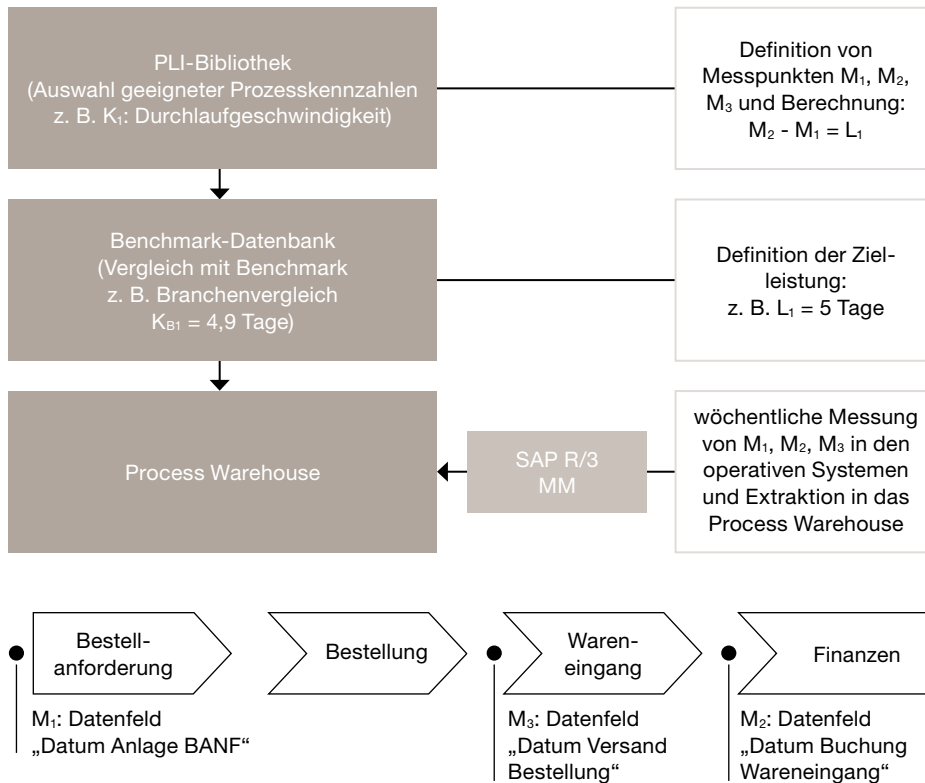 PLI-Bibliothek
(Auswahl geeigneter Prozesskennzahlen
z. B. K₁: Durchlaufgeschwindigkeit)
Definition von
Messpunkten M₁, M₂,
M₃ und Berechnung:
M₂ - M₁ = L₁
Benchmark-Datenbank
(Vergleich mit Benchmark
z. B. Branchenvergleich
K_B1 = 4,9 Tage)
Definition der Ziel-
leistung:
z. B. L₁ = 5 Tage
Process Warehouse
SAP R/3
MM
wöchentliche Messung
von M₁, M₂, M₃ in den
operativen Systemen
und Extraktion in das
Process Warehouse
Bestell-
anforderung
Bestellung
Waren-
eingang
Finanzen
M₁: Datenfeld
„Datum Anlage BANF“
M₃: Datenfeld
„Datum Versand
Bestellung“
M₂: Datenfeld
„Datum Buchung
Wareneingang“